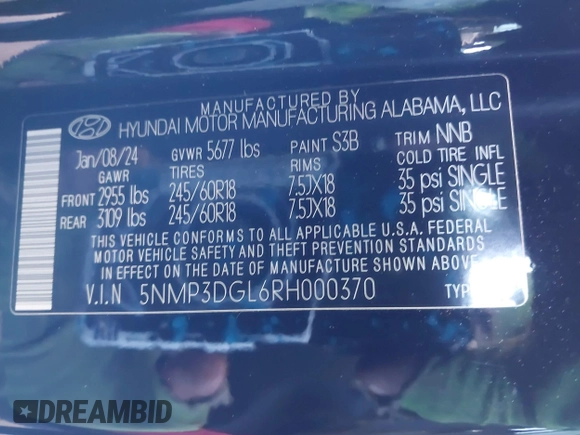 MANUFACTURED BY
HYUNDAI MOTOR MANUFACTURING ALABAMA, LLC
Jan/08/24 GVWR 5677 lbs PAINT S3B TRIM NNB
GAWR TIRES RIMS COLD TIRE INFL
FRONT 2955 lbs 245/60R18 7.5JX18 35 psi SINGLE
REAR 3109 lbs 245/60R18 7.5JX18 35 psi SINGLE
THIS VEHICLE CONFORMS TO ALL APPLICABLE U.S.A. FEDERAL
MOTOR VEHICLE SAFETY AND THEFT PREVENTION STANDARDS
IN EFFECT ON THE DATE OF MANUFACTURE SHOWN ABOVE.
V.I.N 5NMP3DGL6RH000370 TYPE
DREAMBID